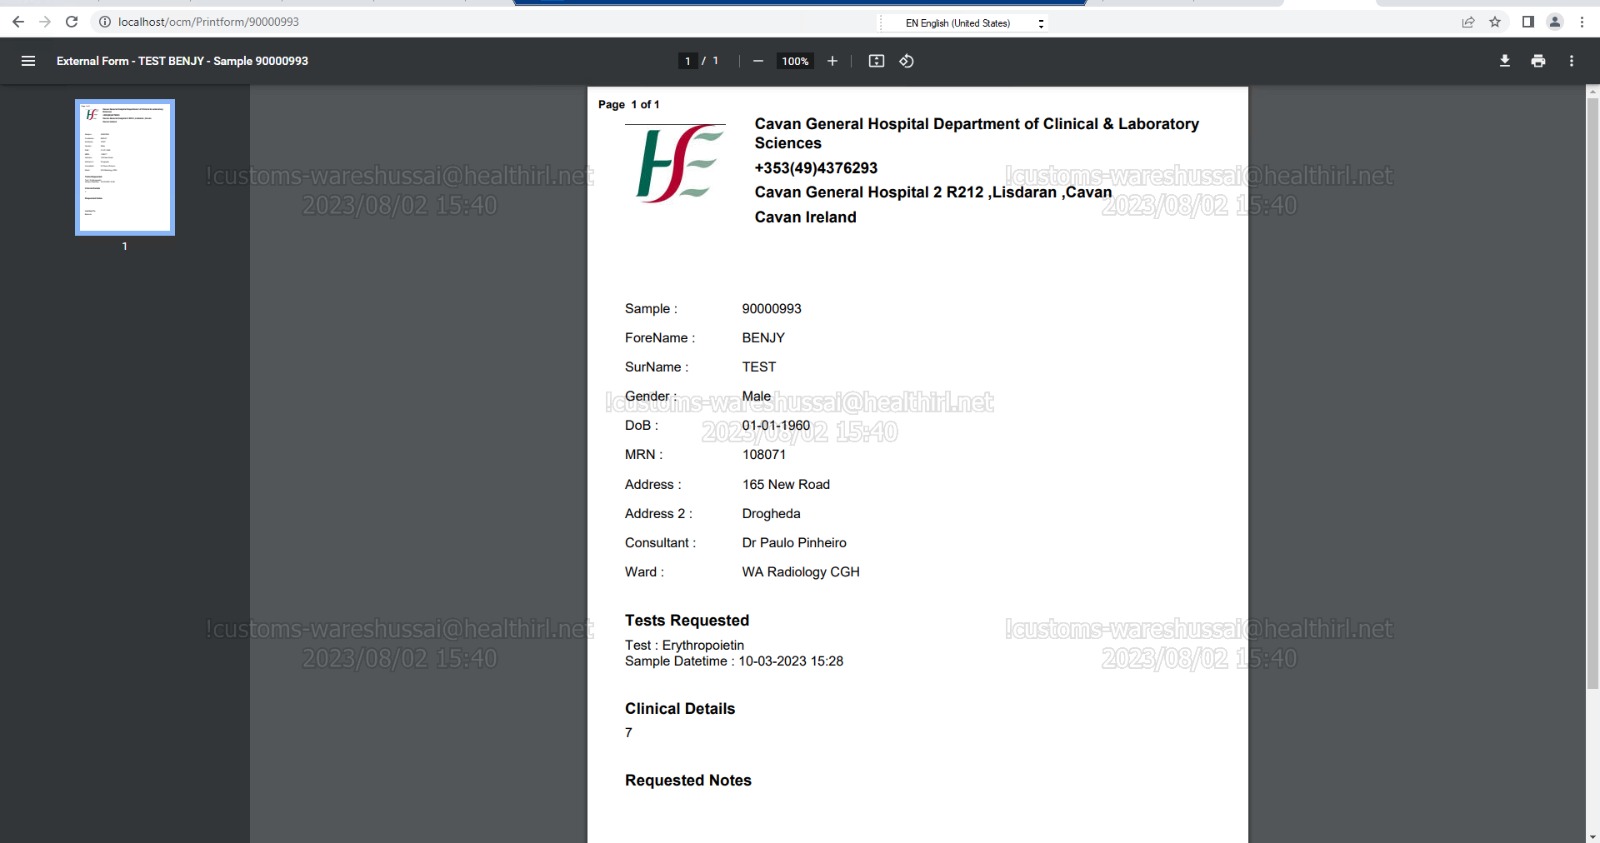 localhost/ocm/Printform/90000993
EN English (United States)
External Form - TEST BENJY - Sample 90000993
1 / 1
100%
1
Page 1 of 1
HSE
Cavan General Hospital Department of Clinical & Laboratory
Sciences
+353(49)4376293
Cavan General Hospital 2 R212 ,Lisdaran ,Cavan
Cavan Ireland
!customs-wareshussai@healthirl.net
2023/08/02 15:40
!customs-wareshussai@healthirl.net
2023/08/02 15:40
Sample : 90000993
ForeName : BENJY
SurName : TEST
Gender : Male
!customs-wareshussai@healthirl.net
2023/08/02 15:40
DoB : 01-01-1960
MRN : 108071
Address : 165 New Road
Address 2 : Drogheda
Consultant : Dr Paulo Pinheiro
Ward : WA Radiology CGH
Tests Requested
!customs-wareshussai@healthirl.net
2023/08/02 15:40
!customs-wareshussai@healthirl.net
2023/08/02 15:40
Test : Erythropoietin
Sample Datetime : 10-03-2023 15:28
Clinical Details
7
Requested Notes